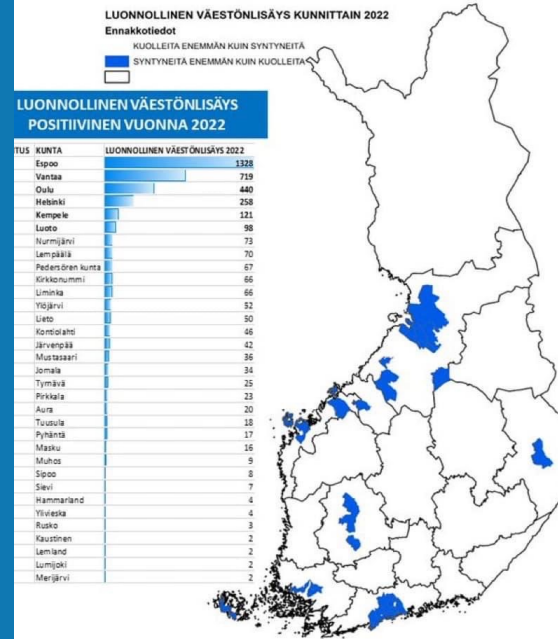 LUONNOLLINEN VÄESTÖNLISÄYS KUNNITTAIN 2022
Ennakkotiedot
KUOLLEITA ENEMMÄN KUIN SYNTYNEITÄ
SYNTYNEITÄ ENEMMÄN KUIN KUOLLEITA
LUONNOLLINEN VÄESTÖNLISÄYS
POSITIIVINEN VUONNA 2022
ITUS KUNTA LUONNOLLINEN VÄESTÖNLISÄYS 2022
Espoo 1328
Vantaa 719
Oulu 440
Helsinki 258
Kempele 121
Luoto 98
Nurmijärvi 73
Lempäälä 70
Pedersören kunta 67
Kirkkonummi 66
Liminka 66
Ylöjärvi 52
Lieto 50
Kontiolahti 46
Järvenpää 42
Mustasaari 36
Jomala 34
Tyrnävä 25
Pirkkala 23
Aura 20
Tuusula 18
Pyhäntä 17
Masku 16
Muhos 9
Sipoo 8
Sievi 7
Hammarland 4
Ylivieska 4
Rusko 3
Kaustinen 2
Lemland 2
Lumijoki 2
Merijärvi 2